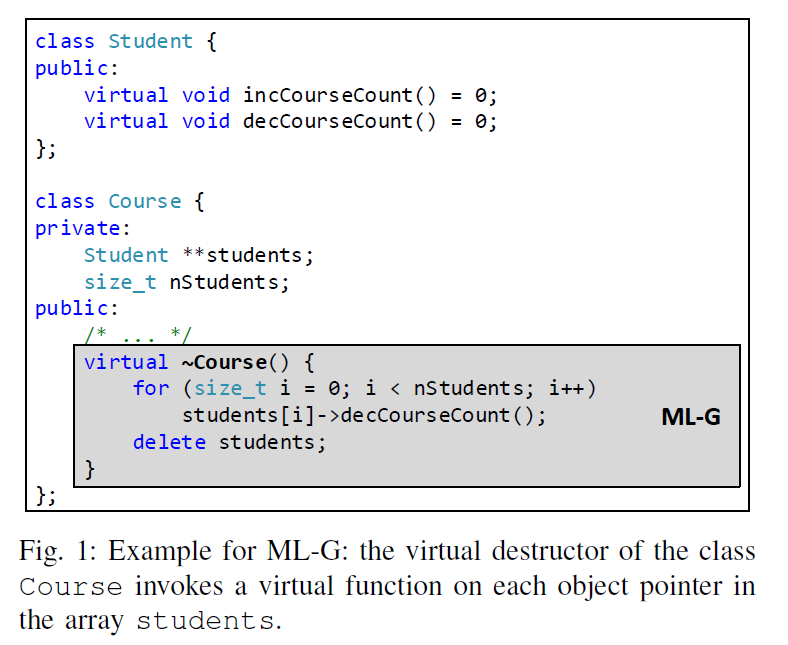 class Student {
public:
    virtual void incCourseCount() = 0;
    virtual void decCourseCount() = 0;
};

class Course {
private:
    Student **students;
    size_t nStudents;
public:
    /* ... */
    virtual ~Course() {
        for (size_t i = 0; i < nStudents; i++)
            students[i]->decCourseCount();
        delete students;
    }
ML-G
};
Fig. 1: Example for ML-G: the virtual destructor of the class
Course invokes a virtual function on each object pointer in
the array students.